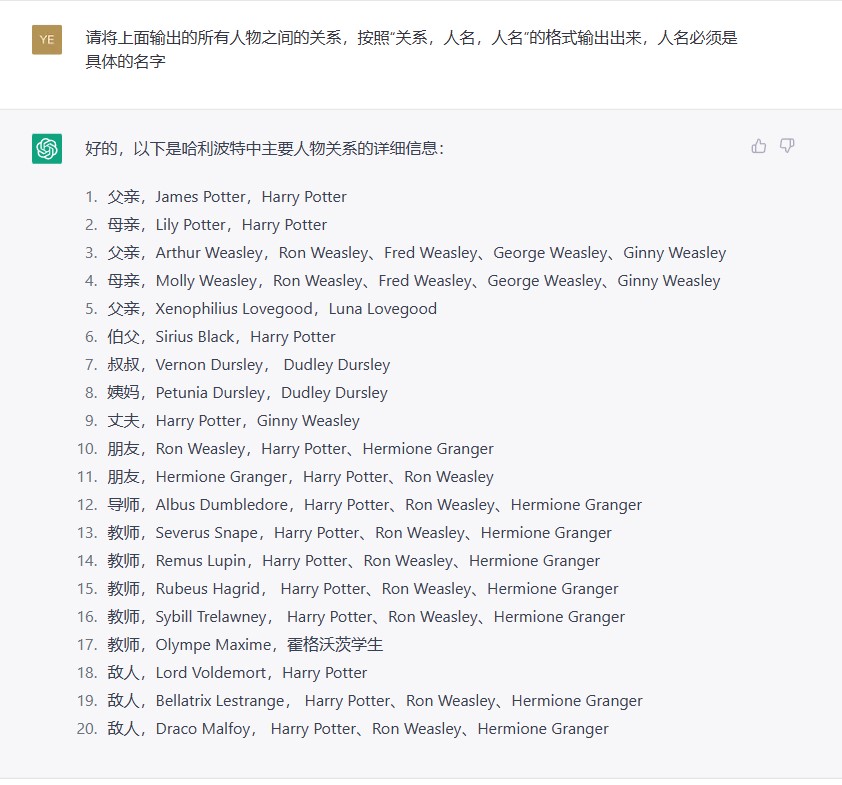 YE
请将上面输出的所有人物之间的关系，按照“关系，人名，人名”的格式输出出来，人名必须是
具体的名字
好的，以下是哈利波特中主要人物关系的详细信息：
1. 父亲，James Potter，Harry Potter
2. 母亲，Lily Potter，Harry Potter
3. 父亲，Arthur Weasley，Ron Weasley、Fred Weasley、George Weasley、Ginny Weasley
4. 母亲，Molly Weasley，Ron Weasley、Fred Weasley、George Weasley、Ginny Weasley
5. 父亲，Xenophilius Lovegood，Luna Lovegood
6. 伯父，Sirius Black，Harry Potter
7. 叔叔，Vernon Dursley， Dudley Dursley
8. 姨妈，Petunia Dursley，Dudley Dursley
9. 丈夫，Harry Potter，Ginny Weasley
10. 朋友，Ron Weasley，Harry Potter、Hermione Granger
11. 朋友，Hermione Granger，Harry Potter、Ron Weasley
12. 导师，Albus Dumbledore，Harry Potter、Ron Weasley、Hermione Granger
13. 教师，Severus Snape，Harry Potter、Ron Weasley、Hermione Granger
14. 教师，Remus Lupin，Harry Potter、Ron Weasley、Hermione Granger
15. 教师，Rubeus Hagrid， Harry Potter、Ron Weasley、Hermione Granger
16. 教师，Sybill Trelawney， Harry Potter、Ron Weasley、Hermione Granger
17. 教师，Olympe Maxime，霍格沃茨学生
18. 敌人，Lord Voldemort，Harry Potter
19. 敌人，Bellatrix Lestrange， Harry Potter、Ron Weasley、Hermione Granger
20. 敌人，Draco Malfoy， Harry Potter、Ron Weasley、Hermione Granger